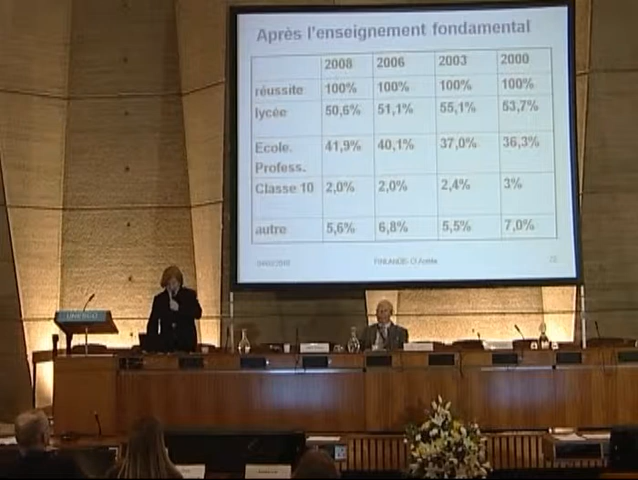 Après l'enseignement fondamental
2008 2006 2003 2000
réussite 100% 100% 100% 100%
lycée 50,6% 51,1% 55,1% 53,7%
Ecole. 41,9% 40,1% 37,0% 36,3%
Profess.
Classe 10 2,0% 2,0% 2,4% 3%
autre 5,6% 6,8% 5,5% 7,0%
UNESCO